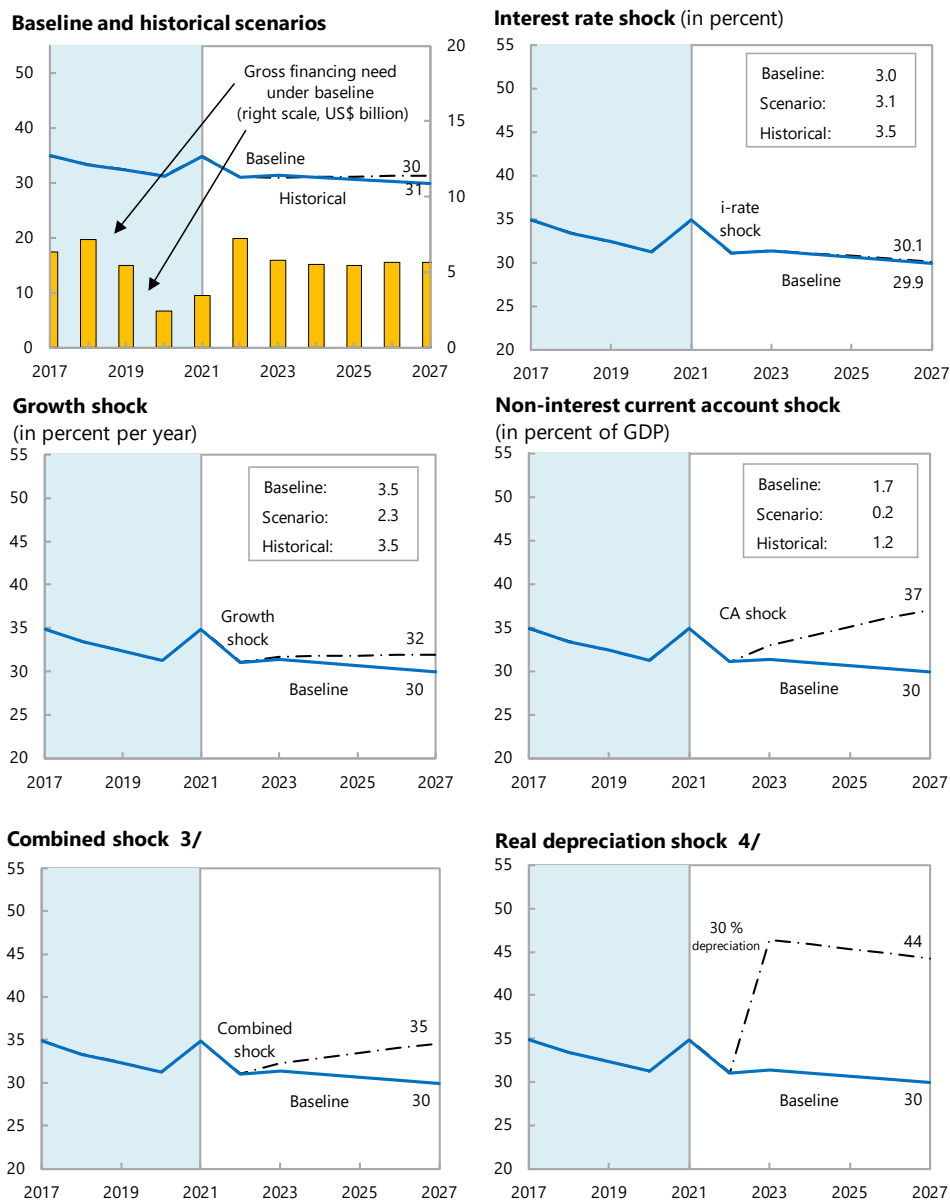 Baseline and historical scenarios
20
50
Gross financing need
under baseline
(right scale, US$ billion)
15
40
Baseline
30
30
10
31
Historical
20
5
10
0
0
2017 2019 2021 2023 2025 2027
Interest rate shock (in percent)
55
Baseline: 3.0
50
Scenario: 3.1
45
Historical: 3.5
40
35
i-rate
shock
30.1
30
Baseline
29.9
25
20
2017 2019 2021 2023 2025 2027
Growth shock
(in percent per year)
55
Baseline: 3.5
50
Scenario: 2.3
45
Historical: 3.5
40
35
Growth
shock
32
30
Baseline
30
25
20
2017 2019 2021 2023 2025 2027
Non-interest current account shock
(in percent of GDP)
55
Baseline: 1.7
50
Scenario: 0.2
45
Historical: 1.2
40
37
35
CA shock
30
Baseline
30
25
20
2017 2019 2021 2023 2025 2027
Combined shock 3/
55
50
45
40
35
Combined
shock
35
30
Baseline
30
25
20
2017 2019 2021 2023 2025 2027
Real depreciation shock 4/
55
50
30 %
depreciation
44
45
40
35
30
Baseline
30
25
20
2017 2019 2021 2023 2025 2027